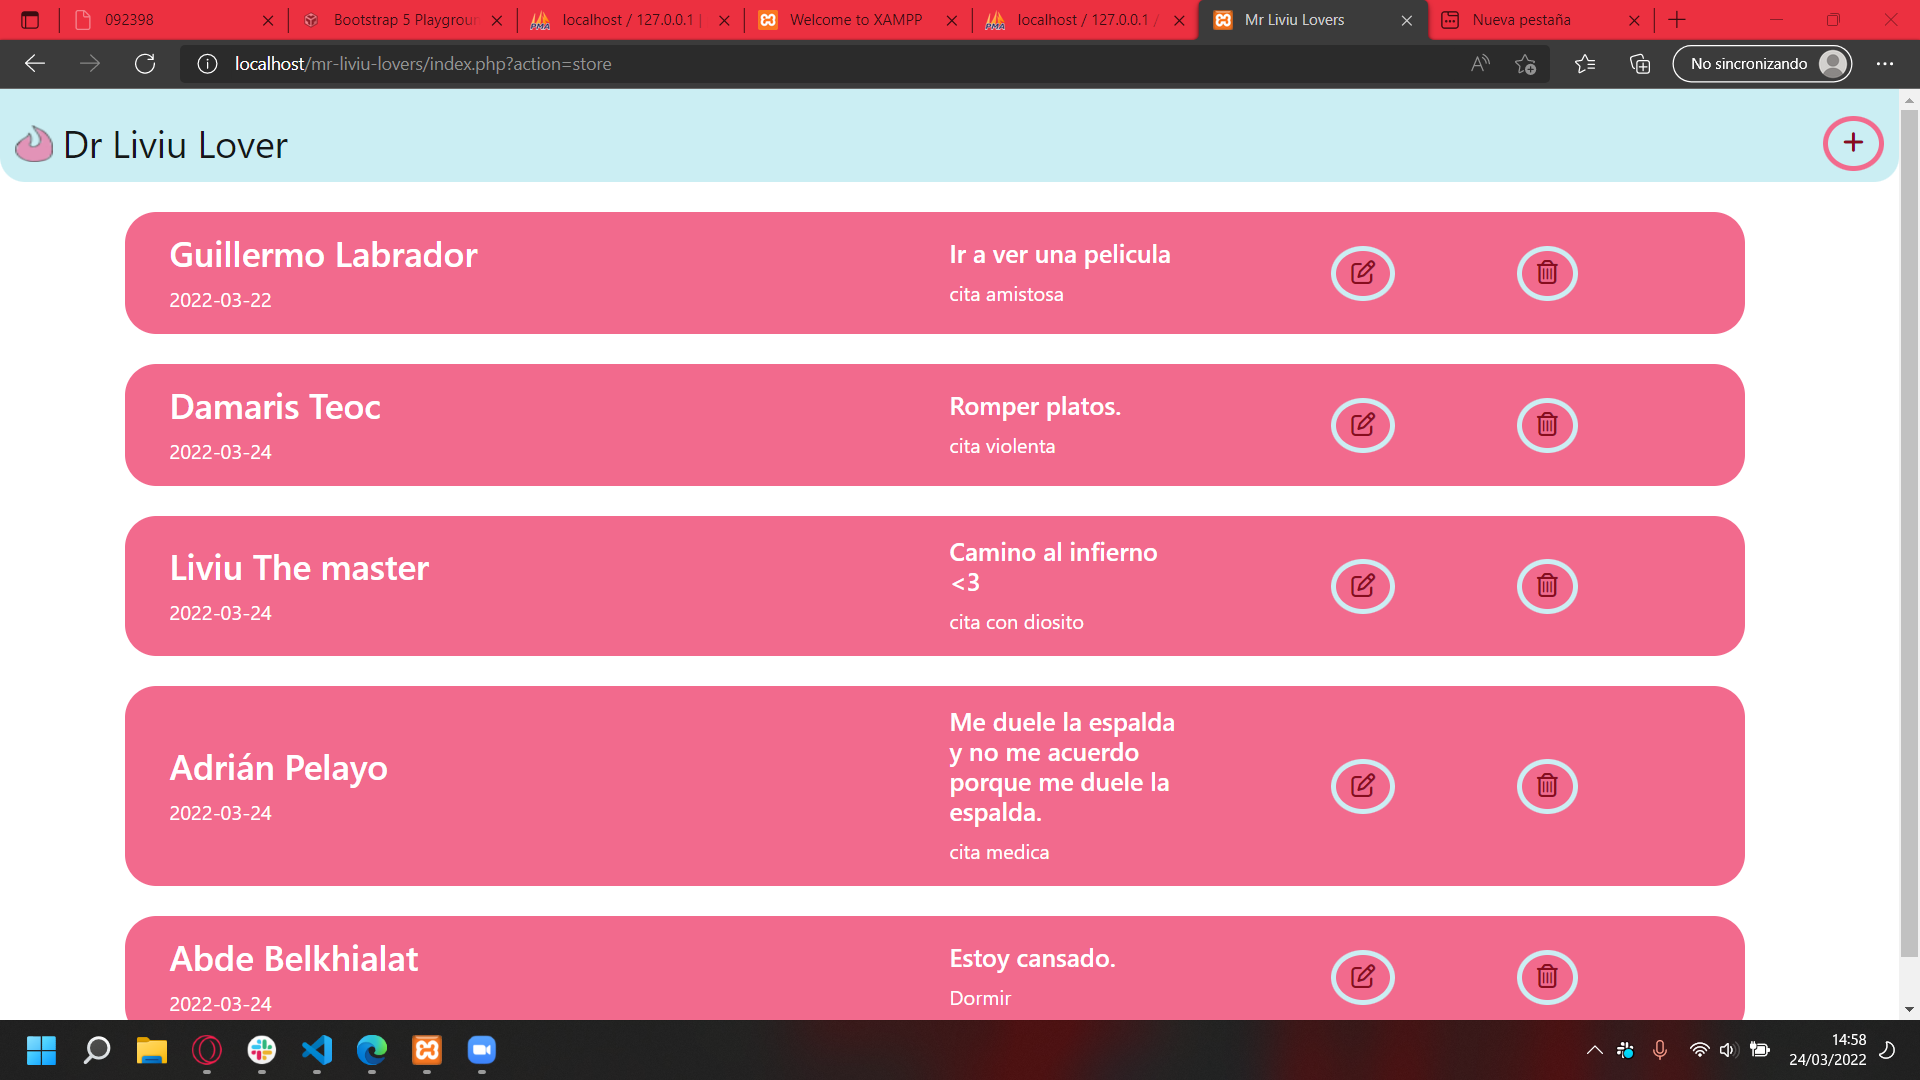 092398
Bootstrap 5 Playgroun
localhost / 127.0.0.1 |
Welcome to XAMPP
localhost / 127.0.0.1 /
Mr Liviu Lovers
Nueva pestaña
localhost/mr-liviu-lovers/index.php?action=store
No sincronizando
Dr Liviu Lover
Guillermo Labrador
2022-03-22
Ir a ver una pelicula
cita amistosa
Damaris Teoc
2022-03-24
Romper platos.
cita violenta
Liviu The master
2022-03-24
Camino al infierno
<3
cita con diosito
Adrián Pelayo
2022-03-24
Me duele la espalda
y no me acuerdo
porque me duele la
espalda.
cita medica
Abde Belkhialat
2022-03-24
Estoy cansado.
Dormir
14:58
24/03/2022